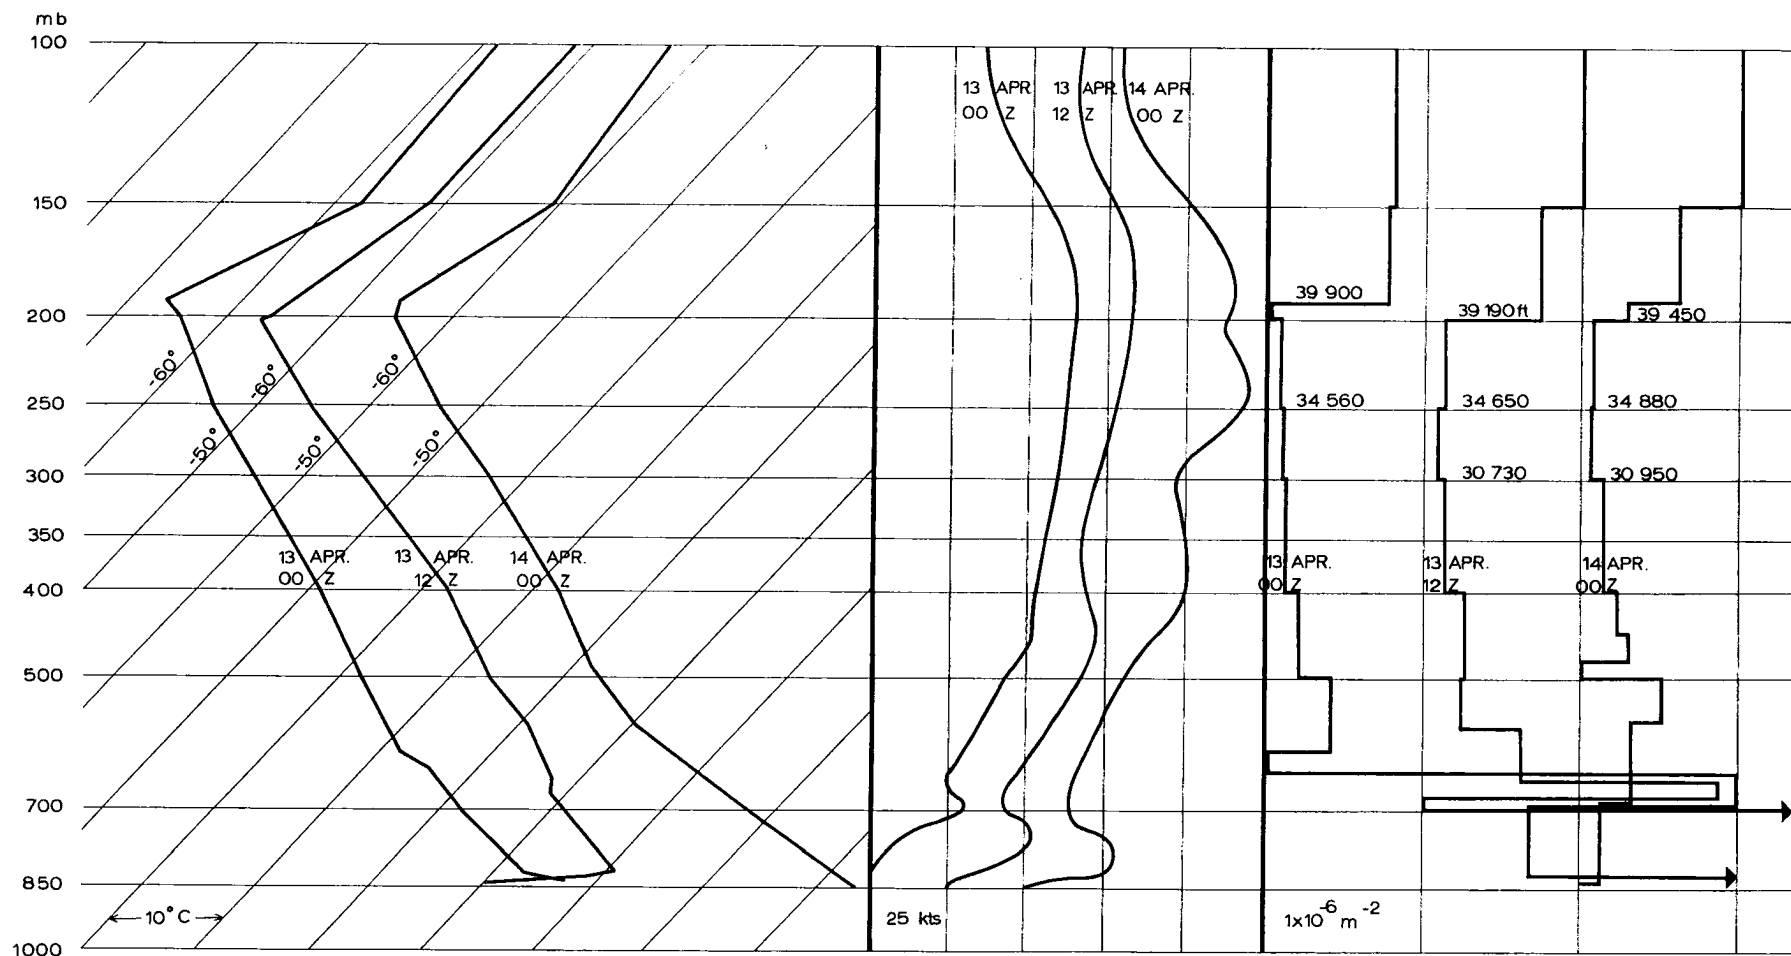 mb
100
150
200
250
300
350
400
500
700
850
1000
-60°
-60°
-60°
-50°
-50°
-50°
13 APR.
00 Z
13 APR.
12 Z
14 APR.
00 Z
10° C
13 APR.
00 Z
13 APR.
12 Z
14 APR.
00 Z
25 kts
39 900
39 190 ft
39 450
34 560
34 650
34 880
30 730
30 950
13 APR.
00 Z
13 APR.
12 Z
14 APR.
00 Z
1x10⁻⁶ m⁻²